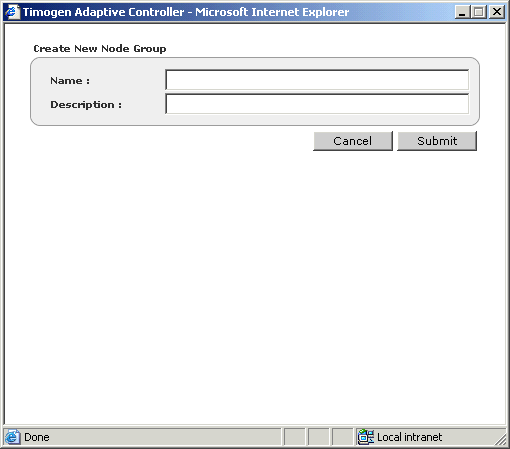 Timogen Adaptive Controller - Microsoft Internet Explorer
Create New Node Group
Name :
Description :
Cancel Submit
Done Local intranet